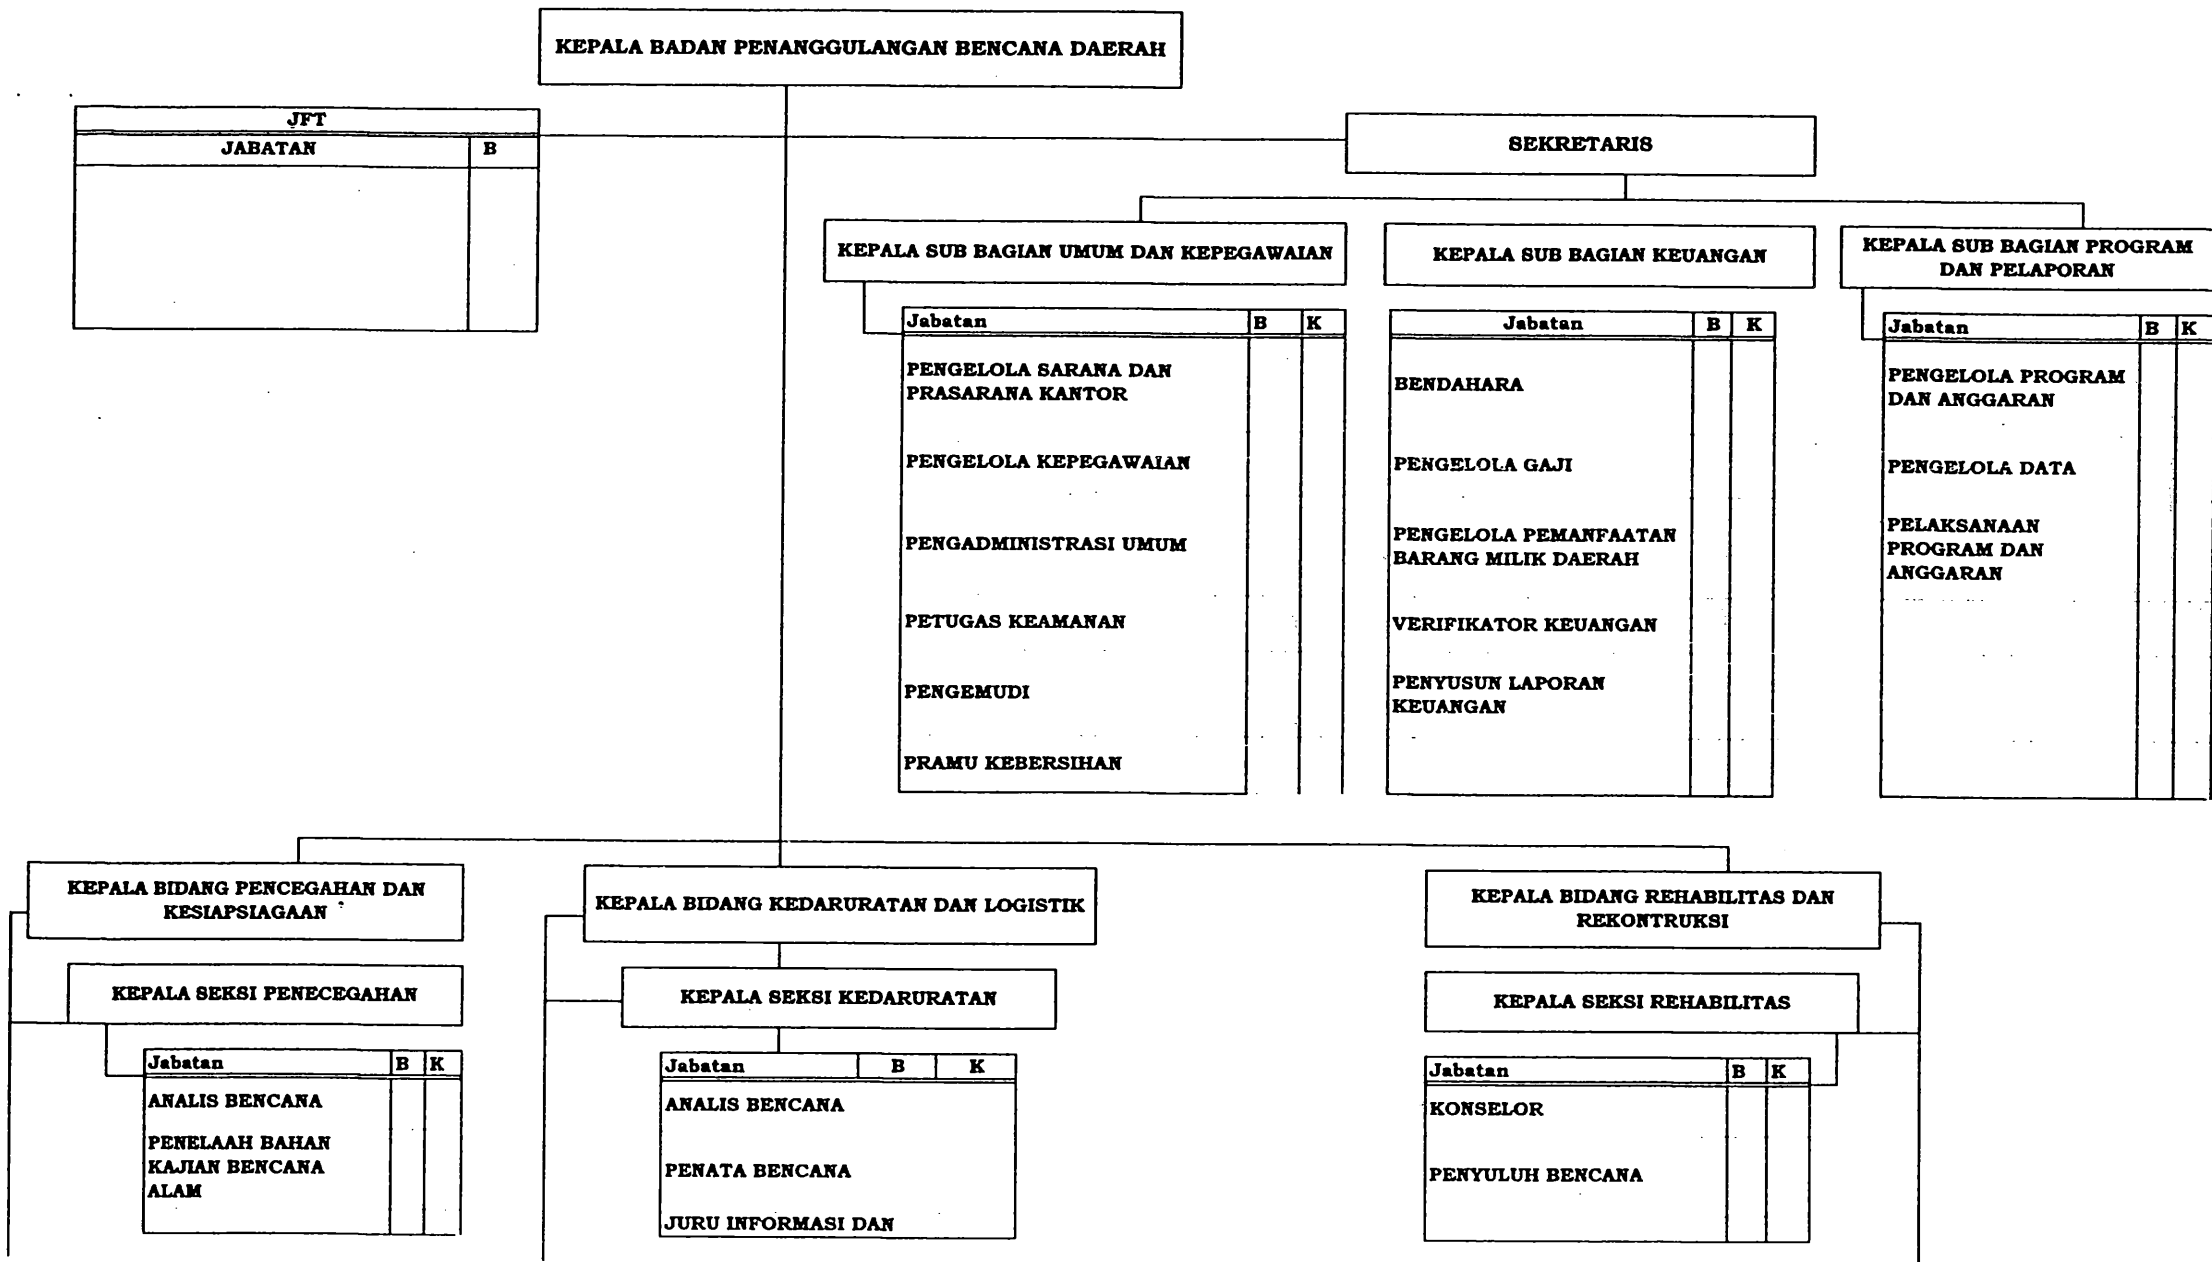 KEPALA BADAN PENANGGULANGAN BENCANA DAERAH
JFT
JABATAN B
SEKRETARIS
KEPALA SUB BAGIAN UMUM DAN KEPEGAWAIAN
Jabatan B K
PENGELOLA SARANA DAN
PRASARANA KANTOR
PENGELOLA KEPEGAWAIAN
PENGADMINISTRASI UMUM
PETUGAS KEAMANAN
PENGEMUDI
PRAMU KEBERSIHAN
KEPALA SUB BAGIAN KEUANGAN
Jabatan B K
BENDAHARA
PENGELOLA GAJI
PENGELOLA PEMANFAATAN
BARANG MILIK DAERAH
VERIFIKATOR KEUANGAN
PENYUSUN LAPORAN
KEUANGAN
KEPALA SUB BAGIAN PROGRAM
DAN PELAPORAN
Jabatan B K
PENGELOLA PROGRAM
DAN ANGGARAN
PENGELOLA DATA
PELAKSANAAN
PROGRAM DAN
ANGGARAN
KEPALA BIDANG PENCEGAHAN DAN
KESIAPSIAGAAN
KEPALA SEKSI PENECEGAHAN
Jabatan B K
ANALIS BENCANA
PENELAAH BAHAN
KAJIAN BENCANA
ALAM
KEPALA BIDANG KEDARURATAN DAN LOGISTIK
KEPALA SEKSI KEDARURATAN
Jabatan B K
ANALIS BENCANA
PENATA BENCANA
JURU INFORMASI DAN
KEPALA BIDANG REHABILITAS DAN
REKONTRUKSI
KEPALA SEKSI REHABILITAS
Jabatan B K
KONSELOR
PENYULUH BENCANA